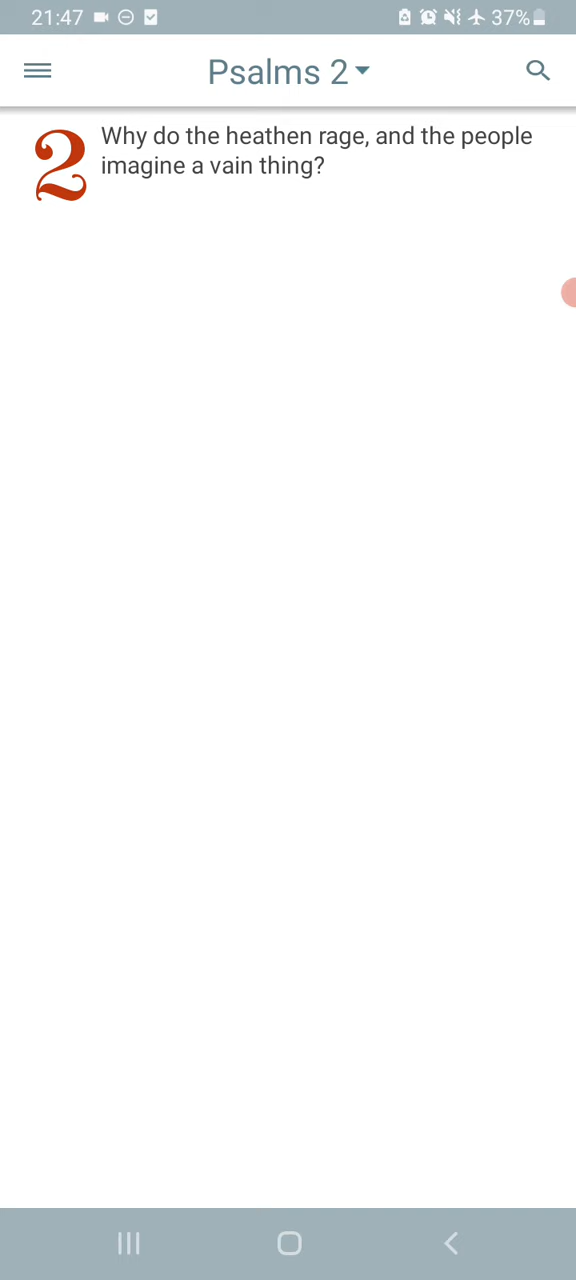 21:47 37%
Psalms 2
2 Why do the heathen rage, and the people
imagine a vain thing?